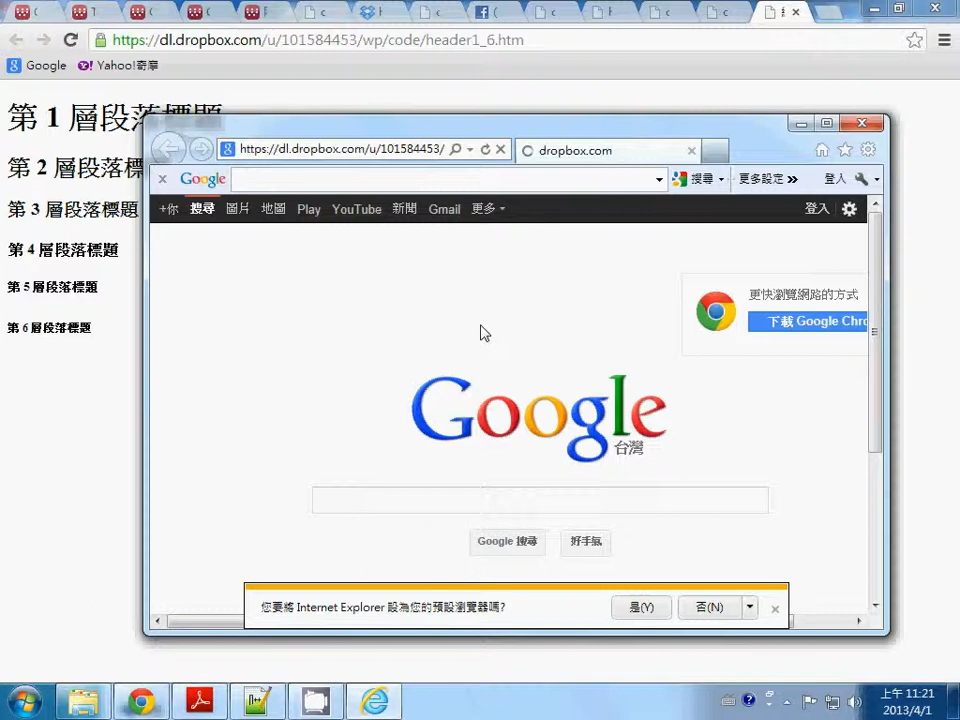 https://dl.dropbox.com/u/101584453/wp/code/header1_6.htm
Google Yahoo!奇摩
第 1 層段落標題
第 2 層段落標
第 3 層段落標題
第 4 層段落標題
第 5 層段落標題
第 6 層段落標題
https://dl.dropbox.com/u/101584453/
dropbox.com
Google 搜尋 更多設定 » 登入
+你 搜尋 圖片 地圖 Play YouTube 新聞 Gmail 更多 登入
更快瀏覽網路的方式
下載 Google Chro
Google
台灣
Google 搜尋 好手氣
您要將 Internet Explorer 設為您的預設瀏覽器嗎? 是(Y) 否(N)
上午 11:21
2013/4/1